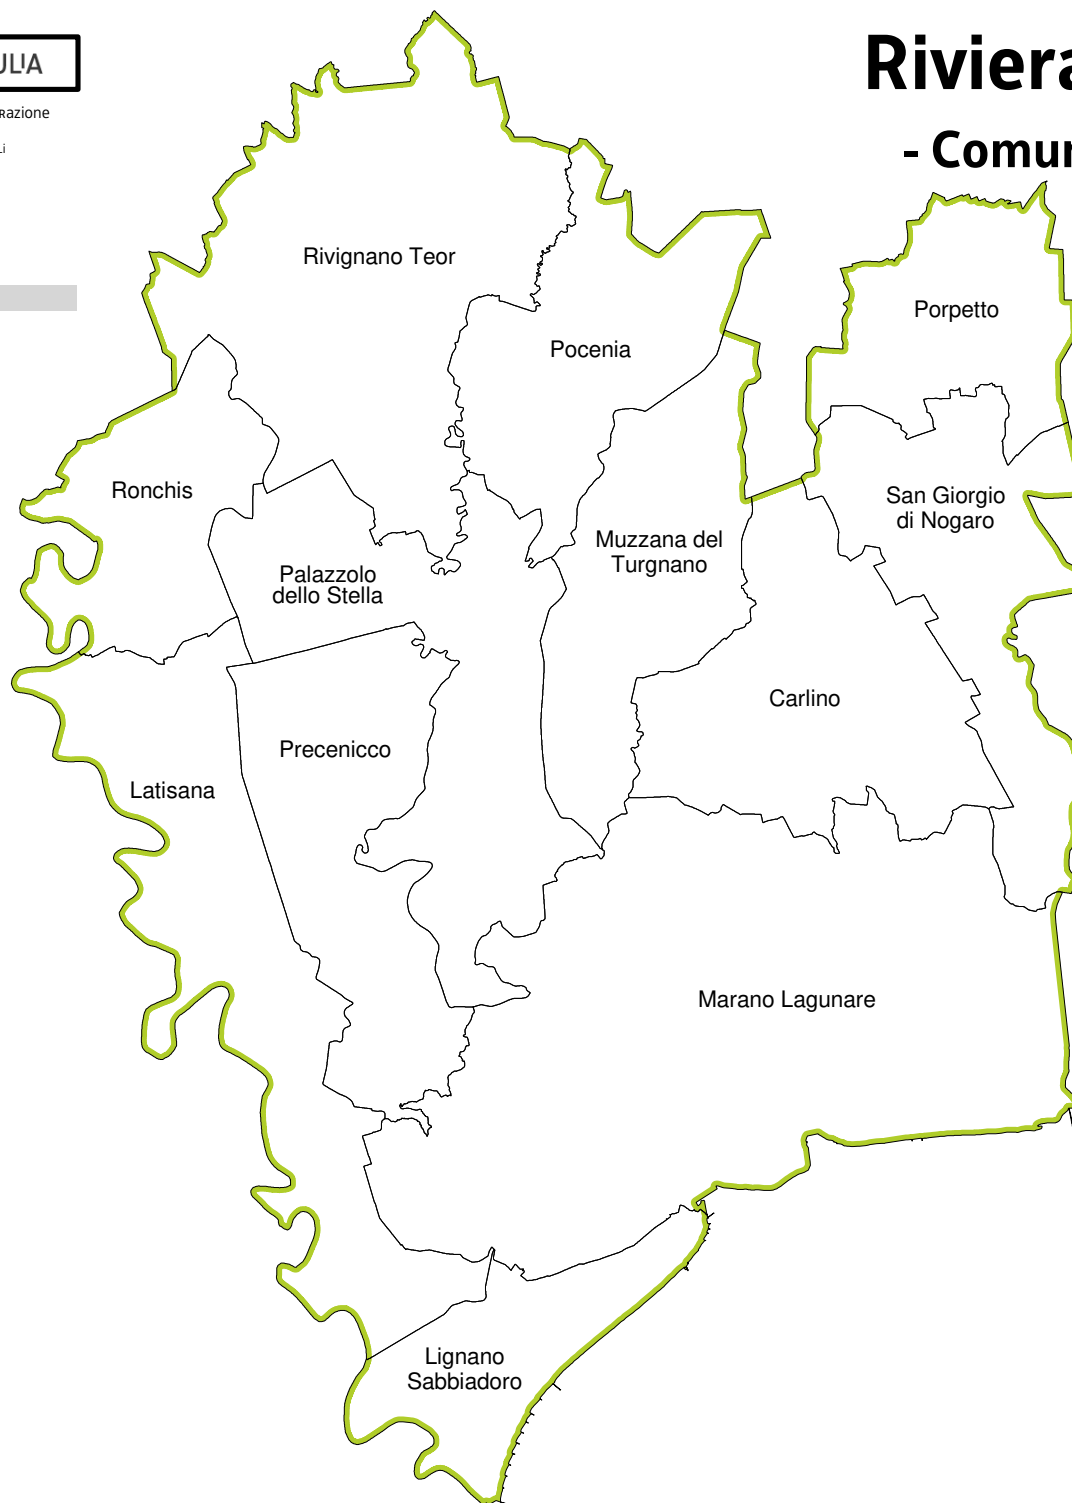 ULIA
Razione
Li
Riviera
- Comun
Rivignano Teor
Porpetto
Pocenia
Ronchis
San Giorgio
di Nogaro
Muzzana del
Turgnano
Palazzolo
dello Stella
Carlino
Precenicco
Latisana
Marano Lagunare
Lignano
Sabbiadoro